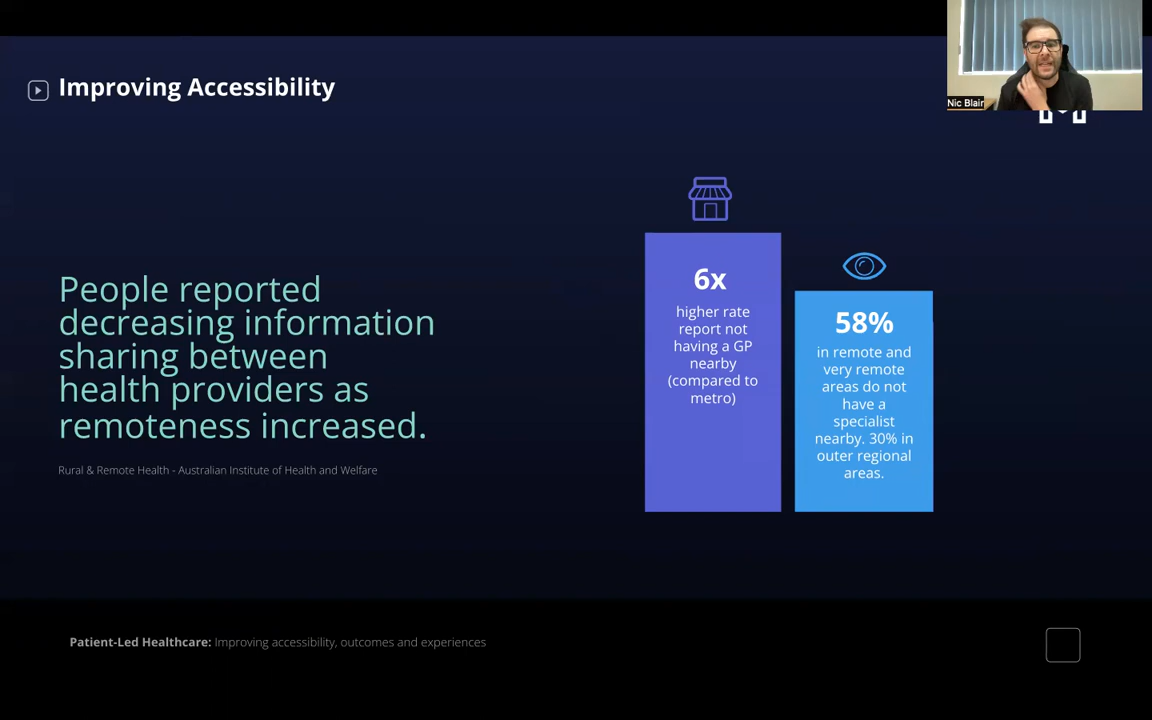 Improving Accessibility
Nic Blair
People reported
decreasing information
sharing between
health providers as
remoteness increased.
Rural & Remote Health - Australian Institute of Health and Welfare
6x
higher rate
report not
having a GP
nearby
(compared to
metro)
58%
in remote and
very remote
areas do not
have a
specialist
nearby. 30% in
outer regional
areas.
Patient-Led Healthcare: Improving accessibility, outcomes and experiences